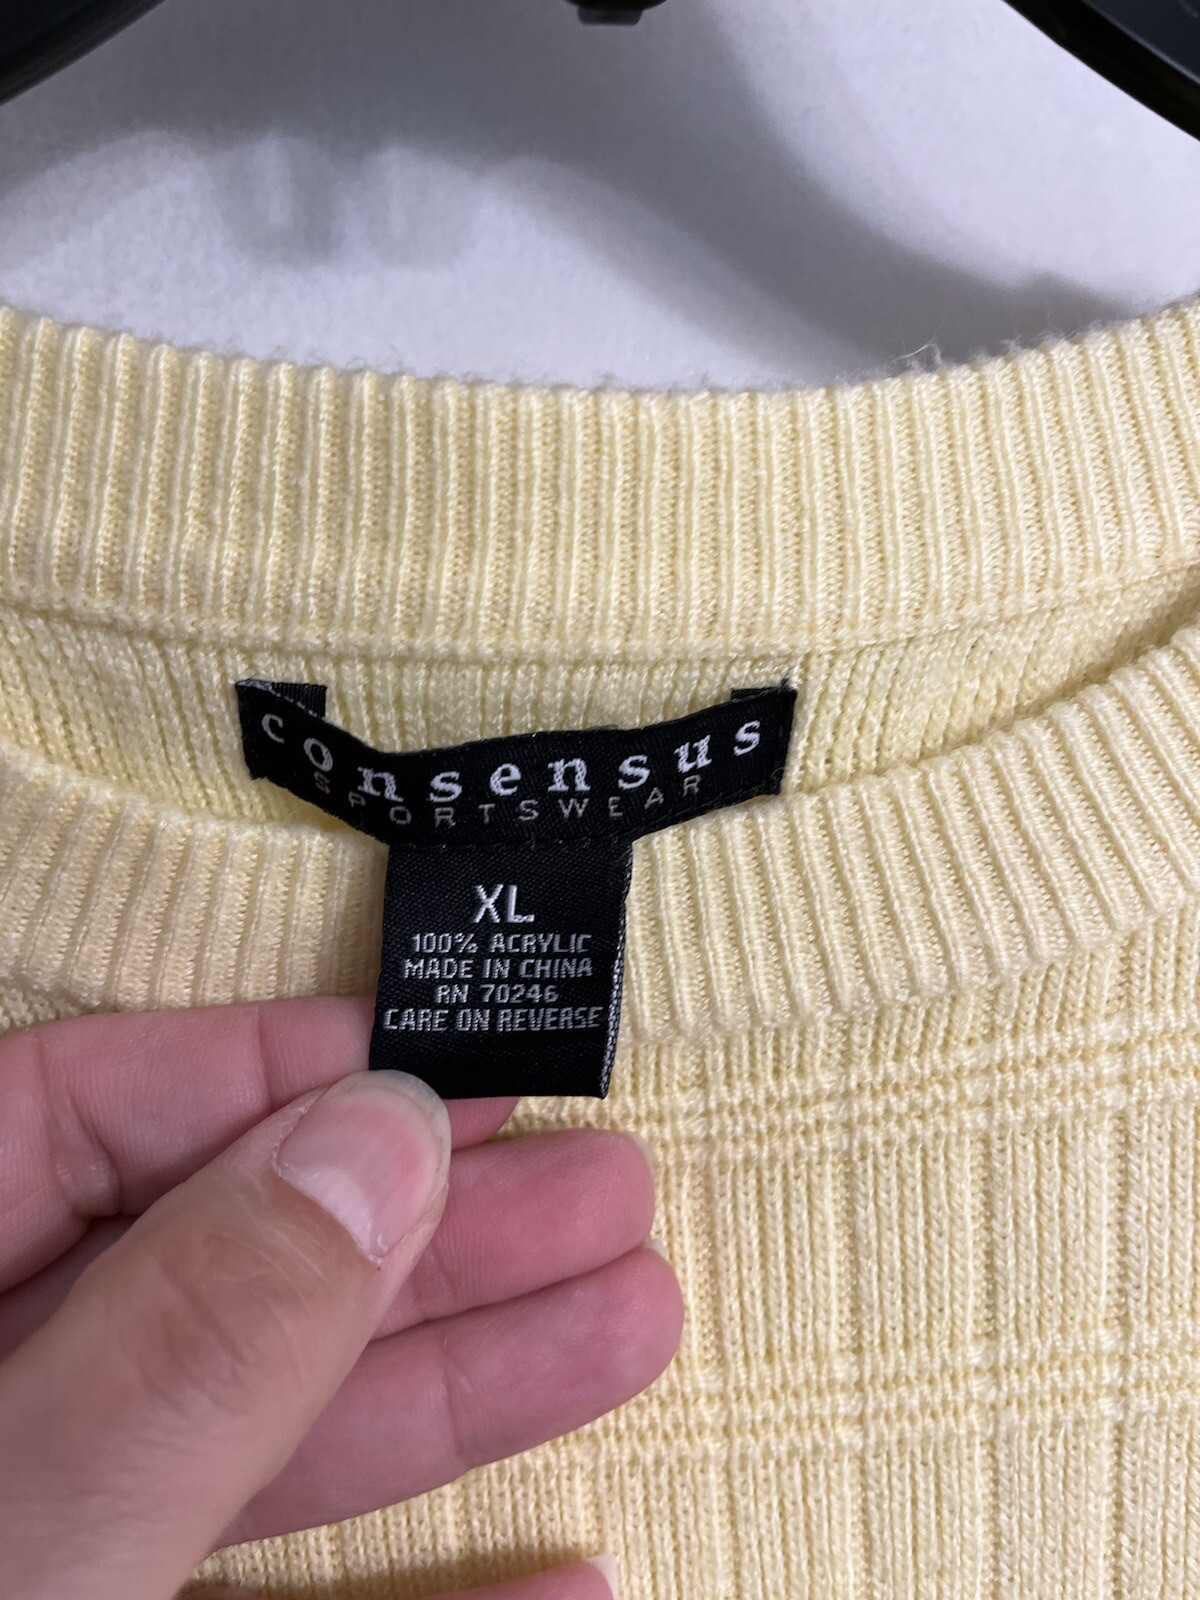 consensus
SPORTSWEAR
XL
100% ACRYLIC
MADE IN CHINA
RN 70246
CARE ON REVERSE